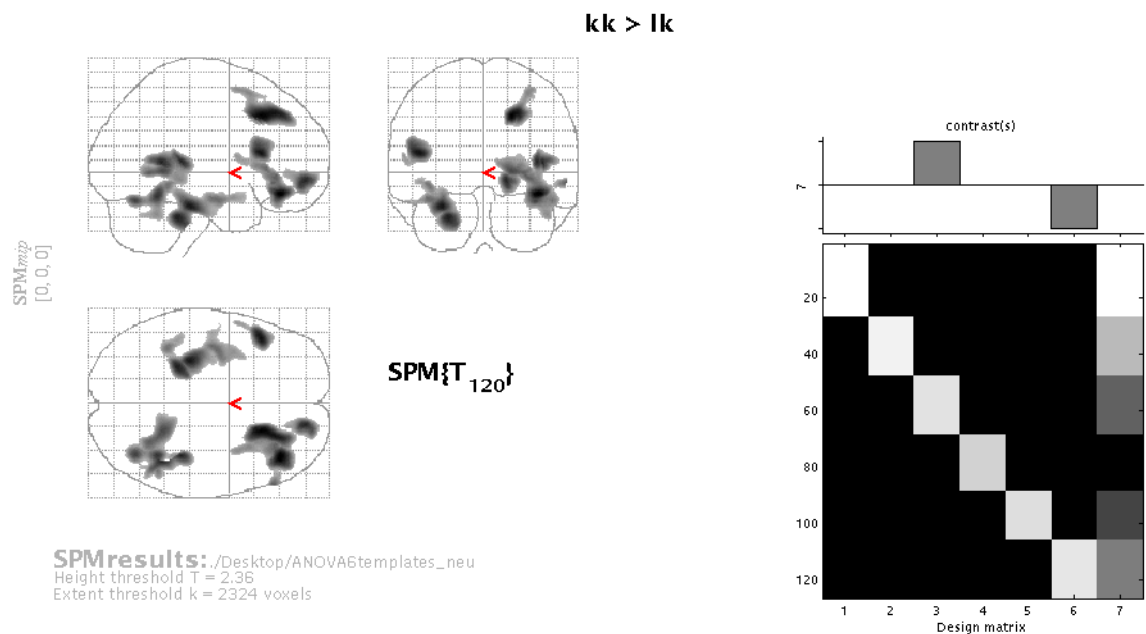 kk > lk
SPMmip
[0, 0, 0]
<
<
<
SPM{T120}
SPMresults: ./Desktop/ANOVA6templates_neu
Height threshold T = 2.36
Extent threshold k = 2324 voxels
contrast(s)
7
20
40
60
80
100
120
1 2 3 4 5 6 7
Design matrix